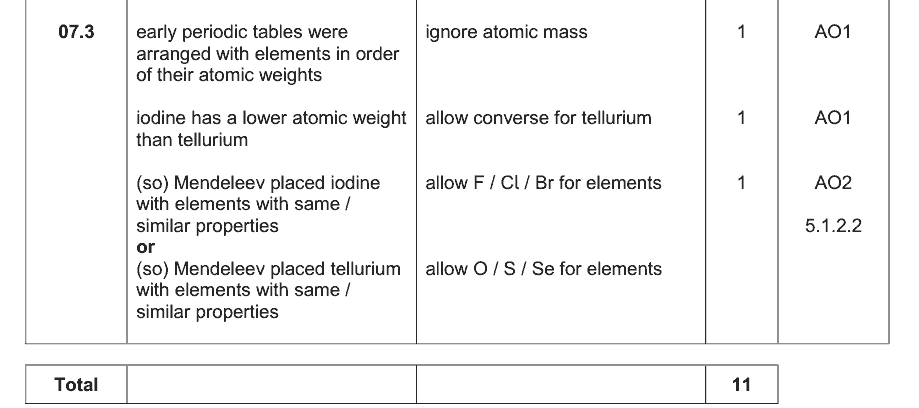 07.3
early periodic tables were
arranged with elements in order
of their atomic weights
ignore atomic mass
1
AO1
iodine has a lower atomic weight
than tellurium
allow converse for tellurium
1
AO1
(so) Mendeleev placed iodine
with elements with same /
similar properties
or
(so) Mendeleev placed tellurium
with elements with same /
similar properties
allow F / Cl / Br for elements
allow O / S / Se for elements
1
AO2
5.1.2.2
Total
11